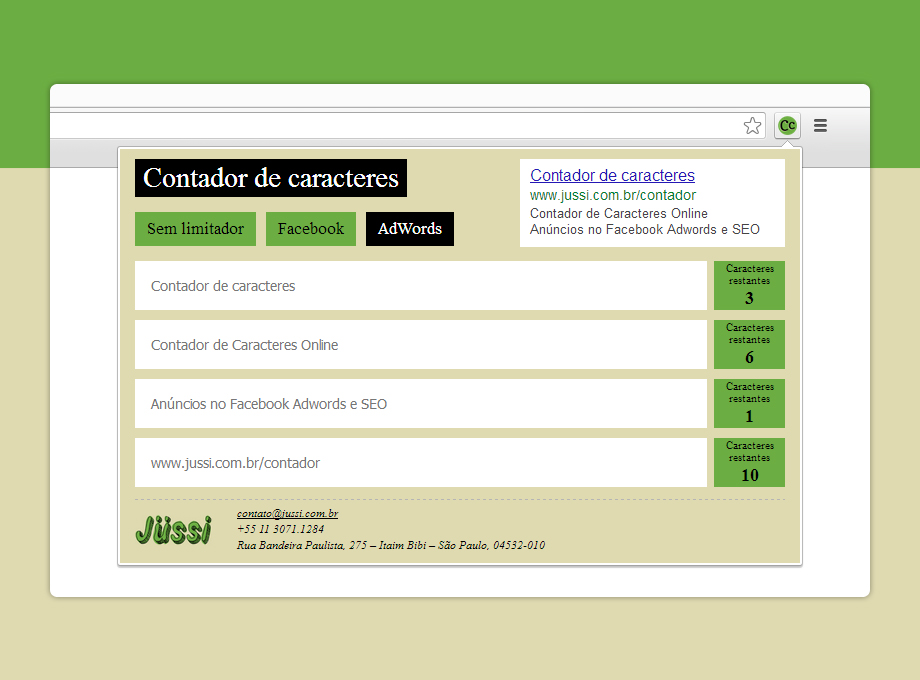 Cc
Contador de caracteres
Sem limitador
Facebook
AdWords
Contador de caracteres
www.jussi.com.br/contador
Contador de Caracteres Online
Anúncios no Facebook Adwords e SEO
Contador de caracteres
Caracteres
restantes
3
Contador de Caracteres Online
Caracteres
restantes
6
Anúncios no Facebook Adwords e SEO
Caracteres
restantes
1
www.jussi.com.br/contador
Caracteres
restantes
10
Jüssi
contato@jussi.com.br
+55 11 3071.1284
Rua Bandeira Paulista, 275 – Itaim Bibi – São Paulo, 04532-010